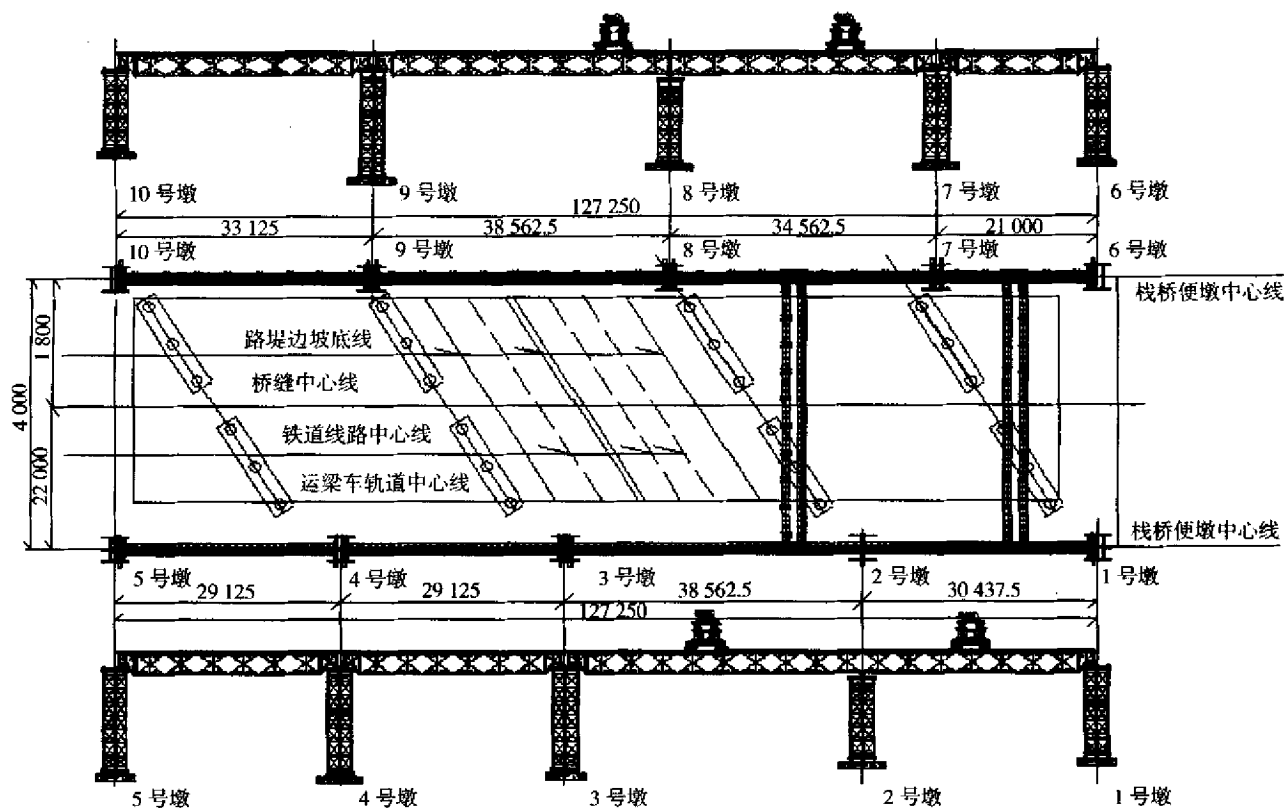 10 号墩 9 号墩 8 号墩 7 号墩 6 号墩
127 250
33 125 38 562.5 34 562.5 21 000
10 号墩 9 号墩 8 号墩 7 号墩 6 号墩
栈桥便墩中心线
1 800
路堤边坡底线
桥缝中心线
4 000
铁道线路中心线
22 000
运梁车轨道中心线
栈桥便墩中心线
5 号墩 4 号墩 3 号墩 2 号墩 1 号墩
29 125 29 125 38 562.5 30 437.5
127 250
5 号墩 4 号墩 3 号墩 2 号墩 1 号墩